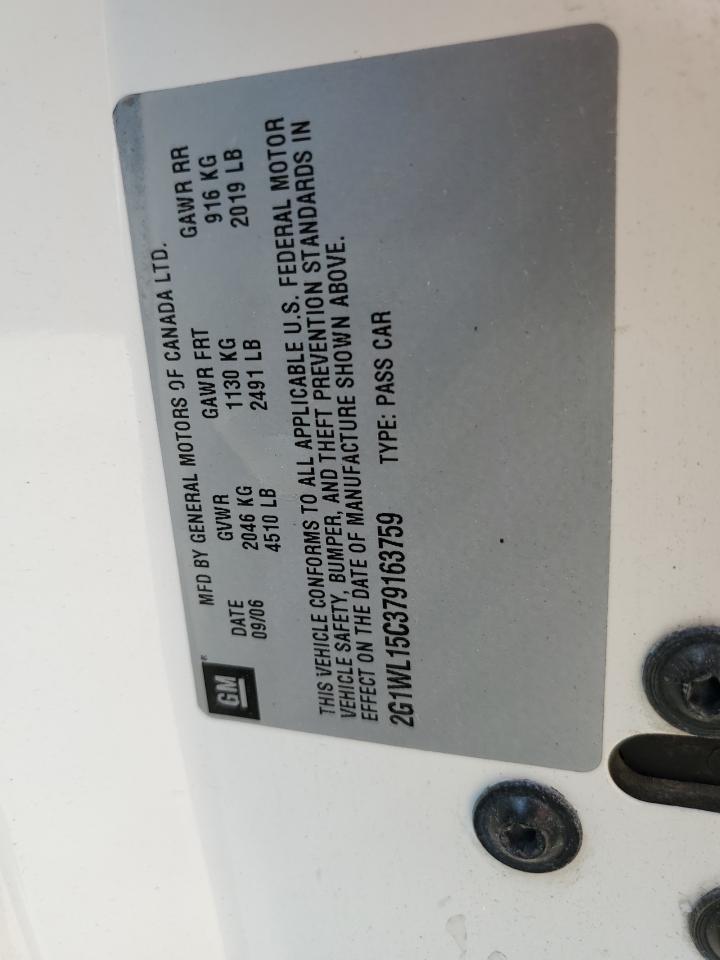 GM®
MFD BY GENERAL MOTORS OF CANADA LTD.
DATE GVWR GAWR FRT GAWR RR
09/06 2046 KG 1130 KG 916 KG
4510 LB 2491 LB 2019 LB
THIS VEHICLE CONFORMS TO ALL APPLICABLE U.S. FEDERAL MOTOR
VEHICLE SAFETY, BUMPER, AND THEFT PREVENTION STANDARDS IN
EFFECT ON THE DATE OF MANUFACTURE SHOWN ABOVE.
2G1WL15C379163759 TYPE: PASS CAR